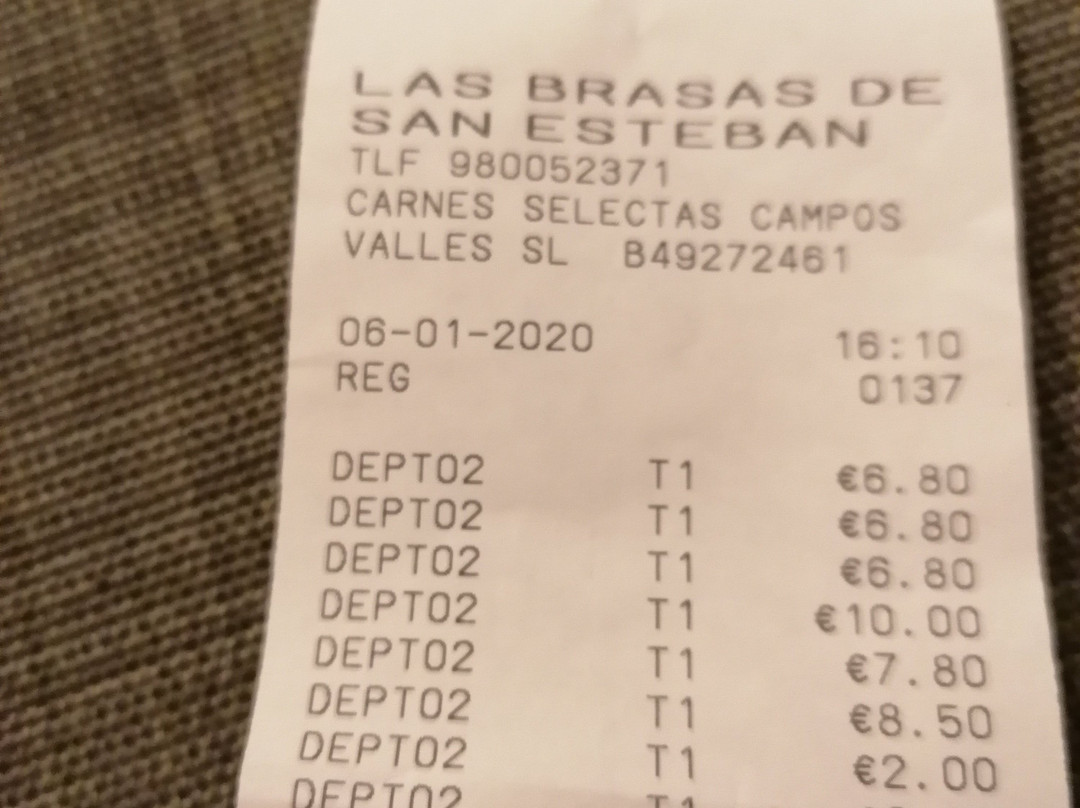 LAS BRASAS DE
SAN ESTEBAN
TLF 980052371
CARNES SELECTAS CAMPOS
VALLES SL B49272461
06-01-2020 16:10
REG 0137
DEPT02 T1 €6.80
DEPT02 T1 €6.80
DEPT02 T1 €6.80
DEPT02 T1 €10.00
DEPT02 T1 €7.80
DEPT02 T1 €8.50
DEPT02 T1 €2.00
DEPT02 T1